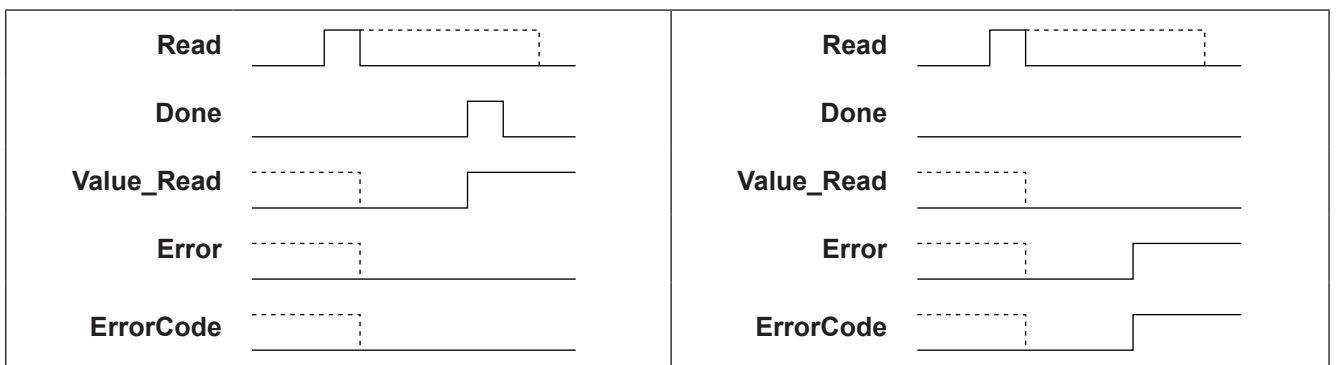 Read
Done
Value_Read
Error
ErrorCode
Read
Done
Value_Read
Error
ErrorCode